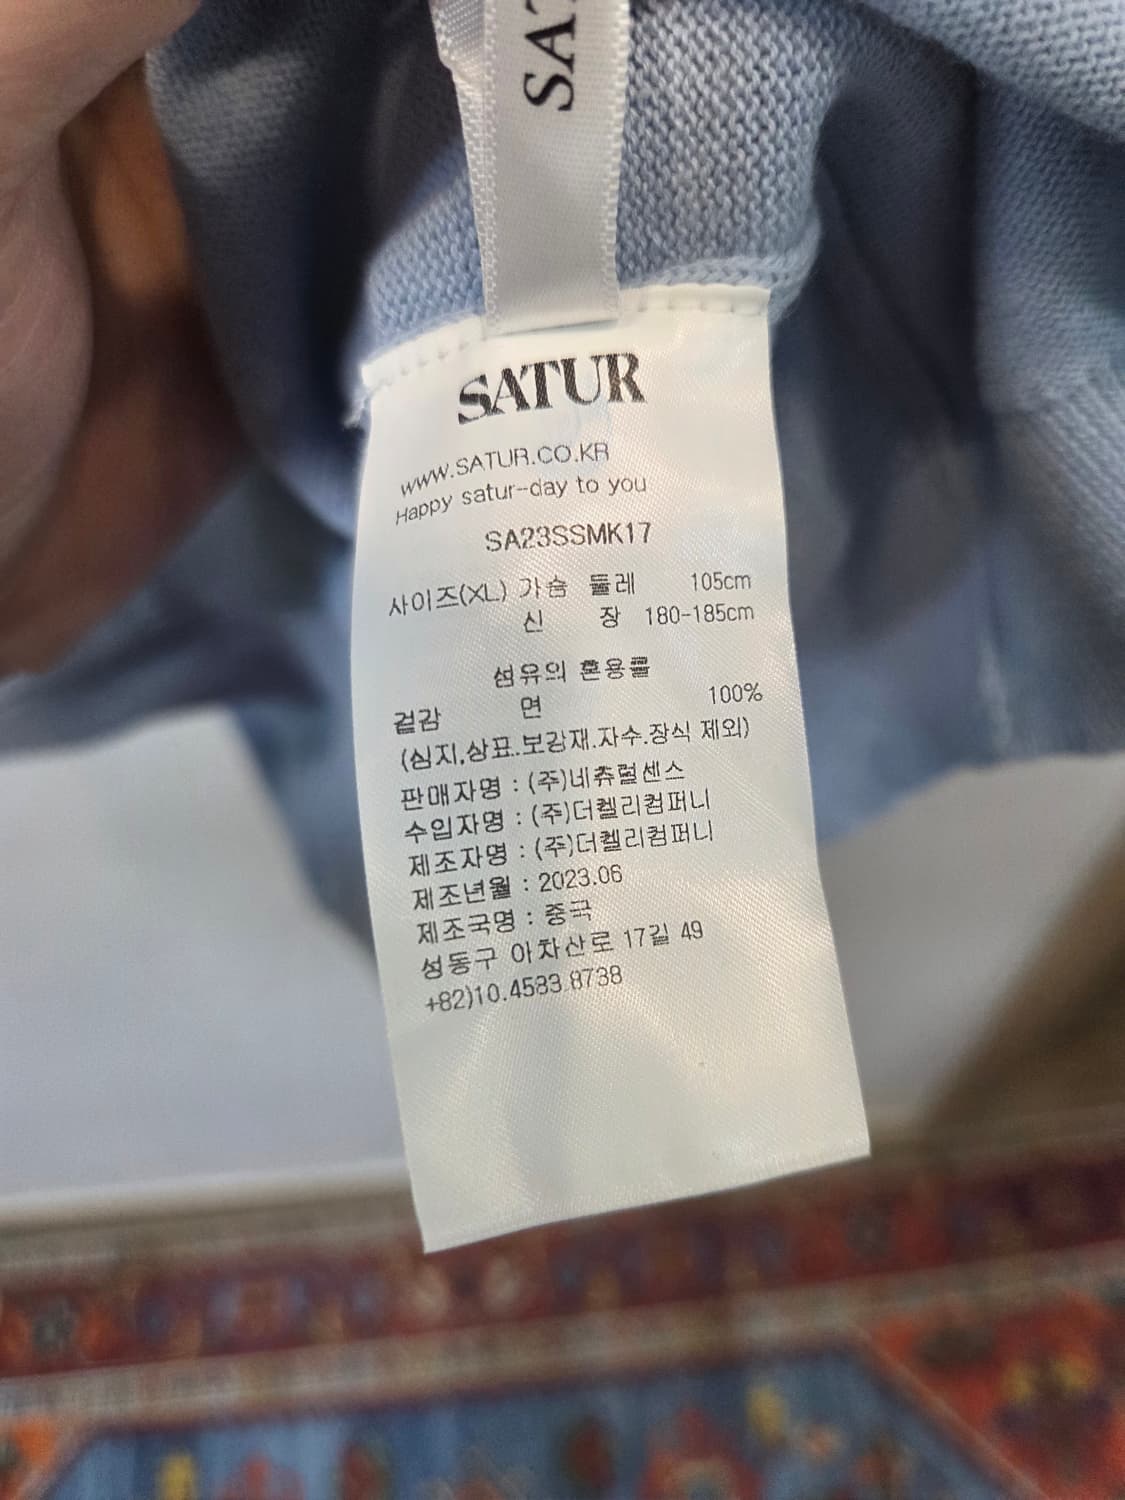 SAT
SATUR
www.SATUR.CO.KR
Happy satur-day to you
SA23SSMK17
사이즈(XL) 가슴 둘레 105cm
신 장 180-185cm
섬유의 혼용률
겉감 면 100%
(심지.상표.보강재.자수.장식 제외)
판매자명 : (주)네츄럴센스
수입자명 : (주)더켈리컴퍼니
제조자명 : (주)더켈리컴퍼니
제조년월 : 2023.06
제조국명 : 중국
성동구 아차산로 17길 49
+82)10.4583.8738